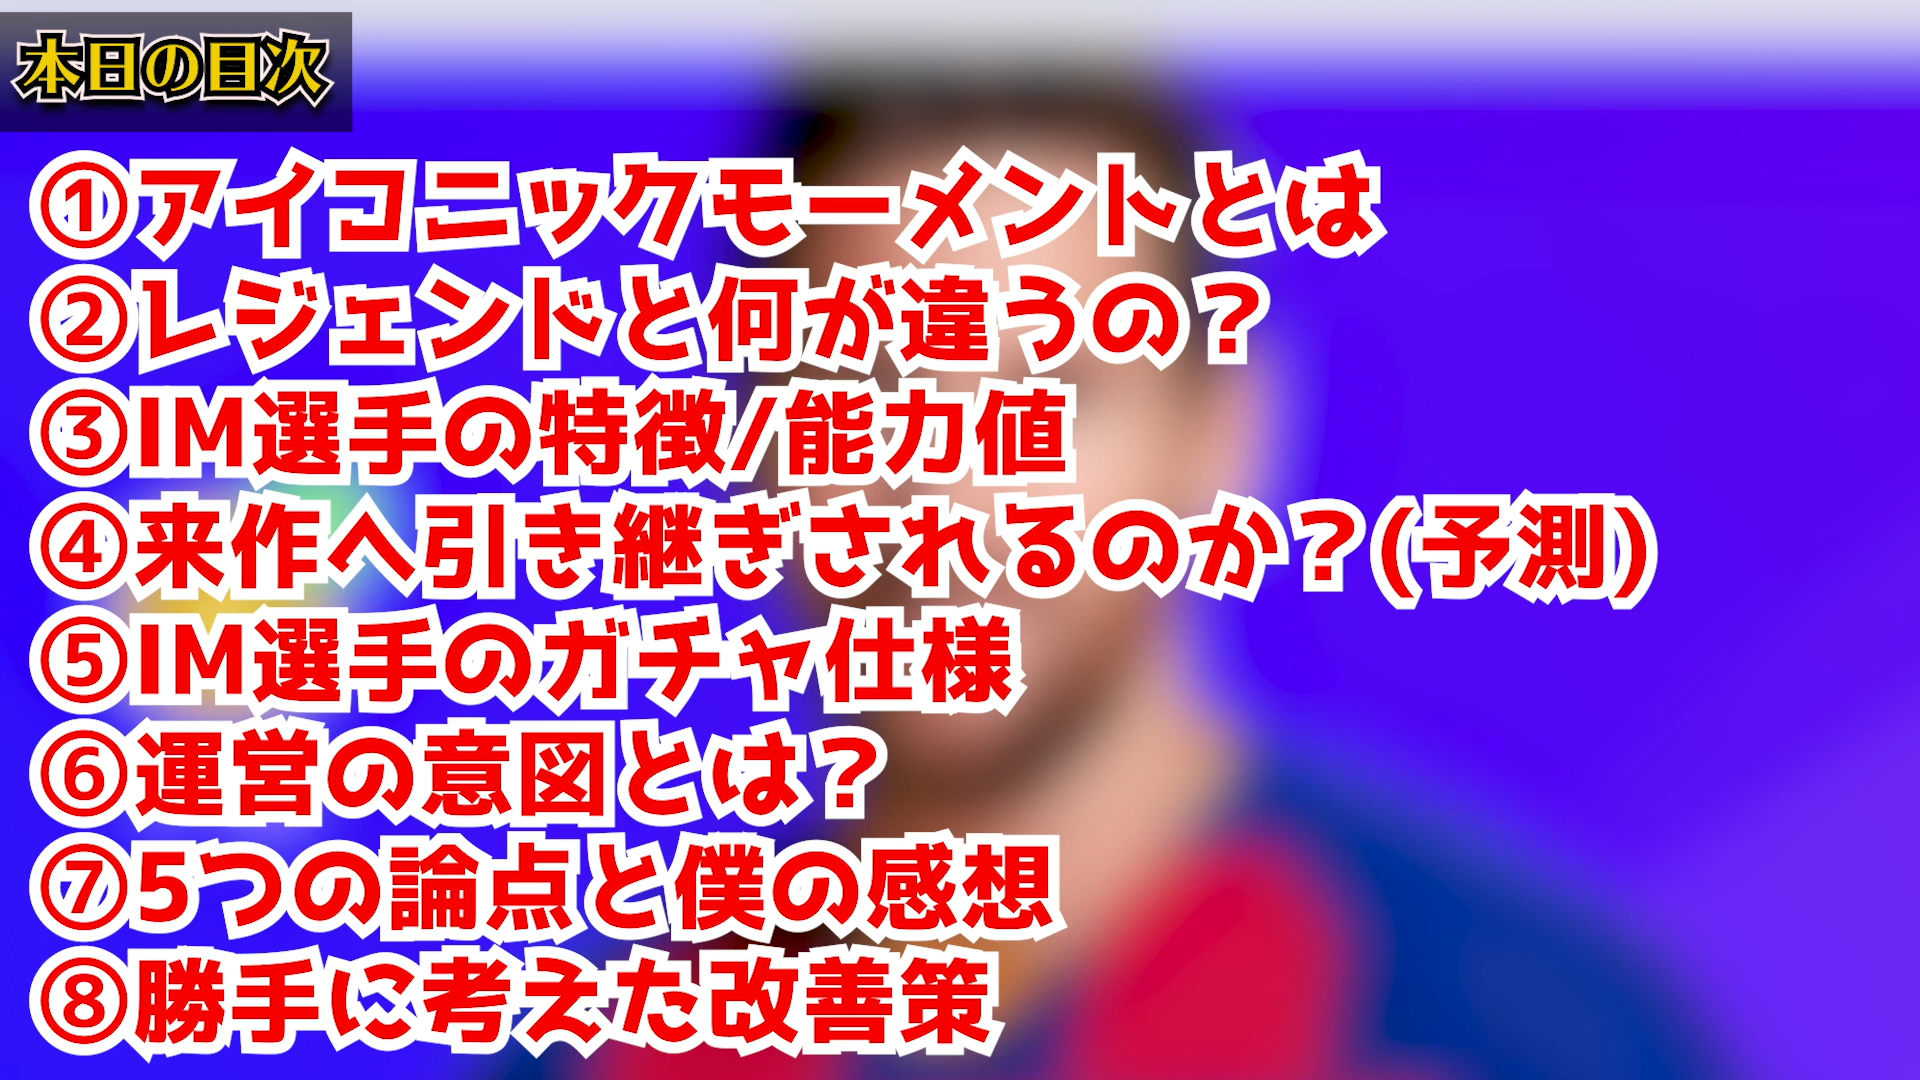 本日の目次
①アイコニックモーメントとは
②レジェンドと何が違うの？
③IM選手の特徴/能力値
④来作へ引き継ぎされるのか？(予測)
⑤IM選手のガチャ仕様
⑥運営の意図とは？
⑦5つの論点と僕の感想
⑧勝手に考えた改善策